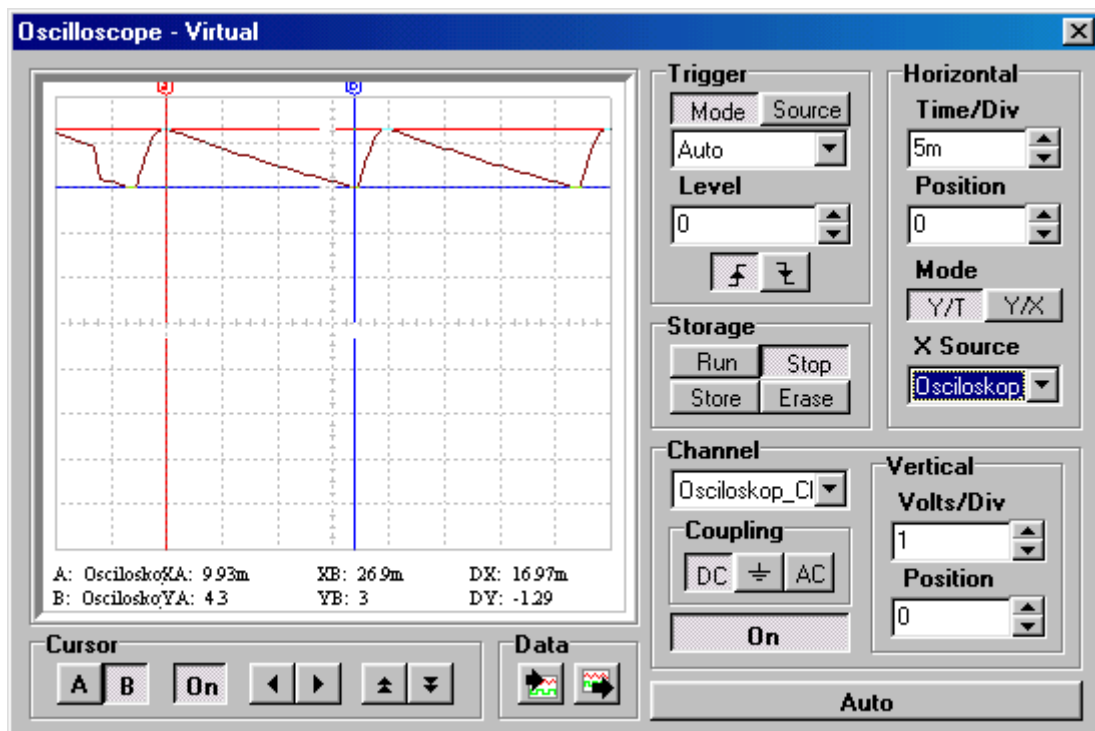 Oscilloscope - Virtual
a
b
A: OsciloskoXA: 9.93m XB: 26.9m DX: 16.97m
B: OsciloskoYA: 4.3 YB: 3 DY: -1.29
Cursor
A B On
Data
Trigger
Mode Source
Auto
Level
0
Storage
Run Stop
Store Erase
Horizontal
Time/Div
5m
Position
0
Mode
Y/T Y/X
X Source
Osciloskop_
Channel
Osciloskop_Cl
Coupling
DC AC
On
Vertical
Volts/Div
1
Position
0
Auto